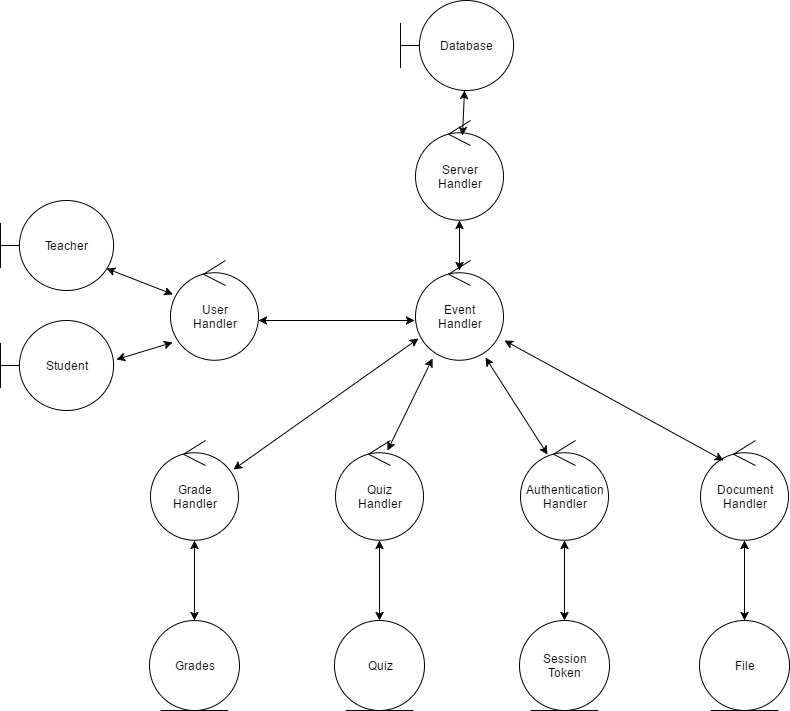 Database
Server
Handler
Teacher
User
Handler
Event
Handler
Student
Grade
Handler
Quiz
Handler
Authentication
Handler
Document
Handler
Grades
Quiz
Session
Token
File